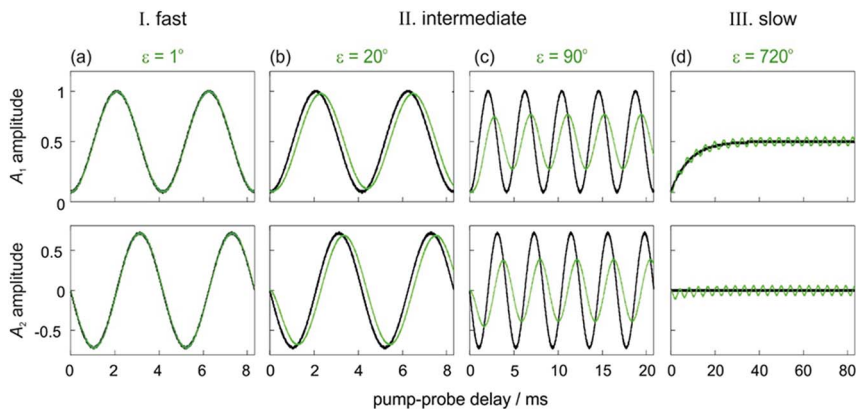 I. fast II. intermediate III. slow
(a) ε = 1° (b) ε = 20° (c) ε = 90° (d) ε = 720°
A₁ amplitude
1
0.5
0
A₂ amplitude
0.5
0
-0.5
0 2 4 6 8 0 2 4 6 8 0 5 10 15 20 0 20 40 60 80
pump-probe delay / ms